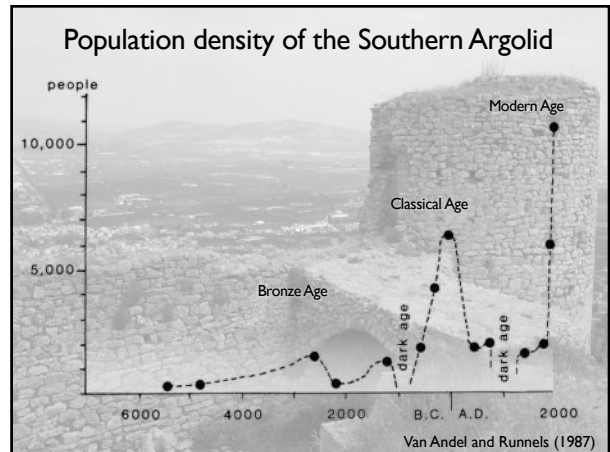 Population density of the Southern Argolid
people
Modern Age
10,000
Classical Age
5,000
Bronze Age
dark age
dark age
6000 4000 2000 B.C. A.D. 2000
Van Andel and Runnels (1987)